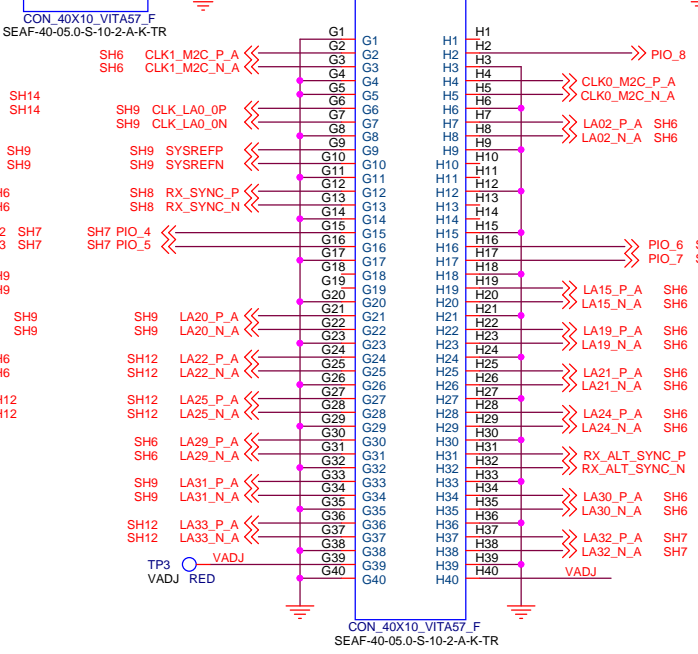 CON_40X10_VITA57_F
SEAF-40-05.0-S-10-2-A-K-TR
G1 G1 H1 H1
SH6 CLK1_M2C_P_A G2 G2 H2 H2 PIO_8
SH6 CLK1_M2C_N_A G3 G3 H3 H3
G4 G4 H4 H4 CLK0_M2C_P_A
SH14 G5 G5 H5 H5 CLK0_M2C_N_A
SH14 SH9 CLK_LA0_0P G6 G6 H6 H6
SH9 CLK_LA0_0N G7 G7 H7 H7 LA02_P_A SH6
G8 G8 H8 H8 LA02_N_A SH6
SH9 SH9 SYSREFP G9 G9 H9 H9
SH9 SH9 SYSREFN G10 G10 H10 H10
G11 G11 H11 H11
H6 SH8 RX_SYNC_P G12 G12 H12 H12
H6 SH8 RX_SYNC_N G13 G13 H13 H13
G14 G14 H14 H14
2 SH7 SH7 PIO_4 G15 G15 H15 H15
3 SH7 SH7 PIO_5 G16 G16 H16 H16 PIO_6 S
G17 G17 H17 H17 PIO_7 S
H9 G18 G18 H18 H18
H9 G19 G19 H19 H19 LA15_P_A SH6
G20 G20 H20 H20 LA15_N_A SH6
SH9 SH9 LA20_P_A G21 G21 H21 H21
SH9 SH9 LA20_N_A G22 G22 H22 H22 LA19_P_A SH6
G23 G23 H23 H23 LA19_N_A SH6
H6 SH12 LA22_P_A G24 G24 H24 H24
H6 SH12 LA22_N_A G25 G25 H25 H25 LA21_P_A SH6
G26 G26 H26 H26 LA21_N_A SH6
H12 SH12 LA25_P_A G27 G27 H27 H27
H12 SH12 LA25_N_A G28 G28 H28 H28 LA24_P_A SH6
G29 G29 H29 H29 LA24_N_A SH6
SH6 LA29_P_A G30 G30 H30 H30
SH6 LA29_N_A G31 G31 H31 H31 RX_ALT_SYNC_P
G32 G32 H32 H32 RX_ALT_SYNC_N
SH9 LA31_P_A G33 G33 H33 H33
SH9 LA31_N_A G34 G34 H34 H34 LA30_P_A SH6
G35 G35 H35 H35 LA30_N_A SH6
SH12 LA33_P_A G36 G36 H36 H36
SH12 LA33_N_A G37 G37 H37 H37 LA32_P_A SH7
G38 G38 H38 H38 LA32_N_A SH7
TP3 VADJ G39 G39 H39 H39
VADJ RED G40 G40 H40 H40 VADJ
CON_40X10_VITA57_F
SEAF-40-05.0-S-10-2-A-K-TR